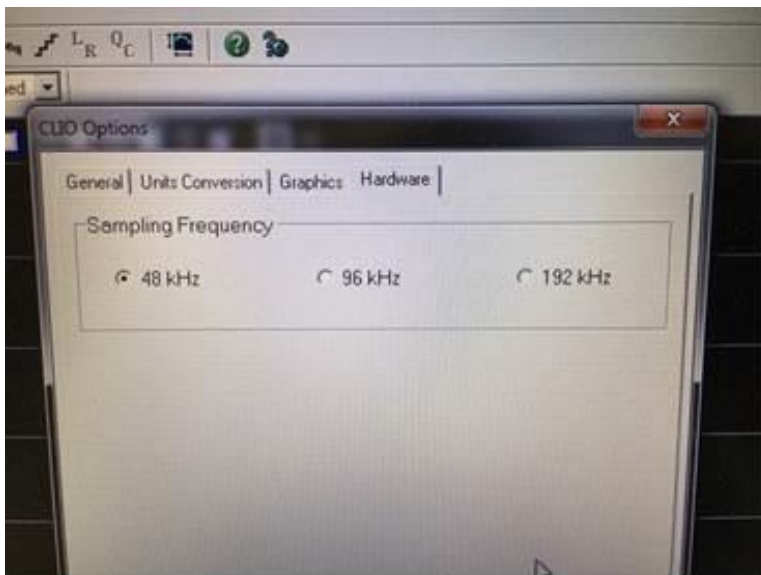 L R Q C
ed
CLIO Options
General Units Conversion Graphics Hardware
Sampling Frequency
48 kHz 96 kHz 192 kHz